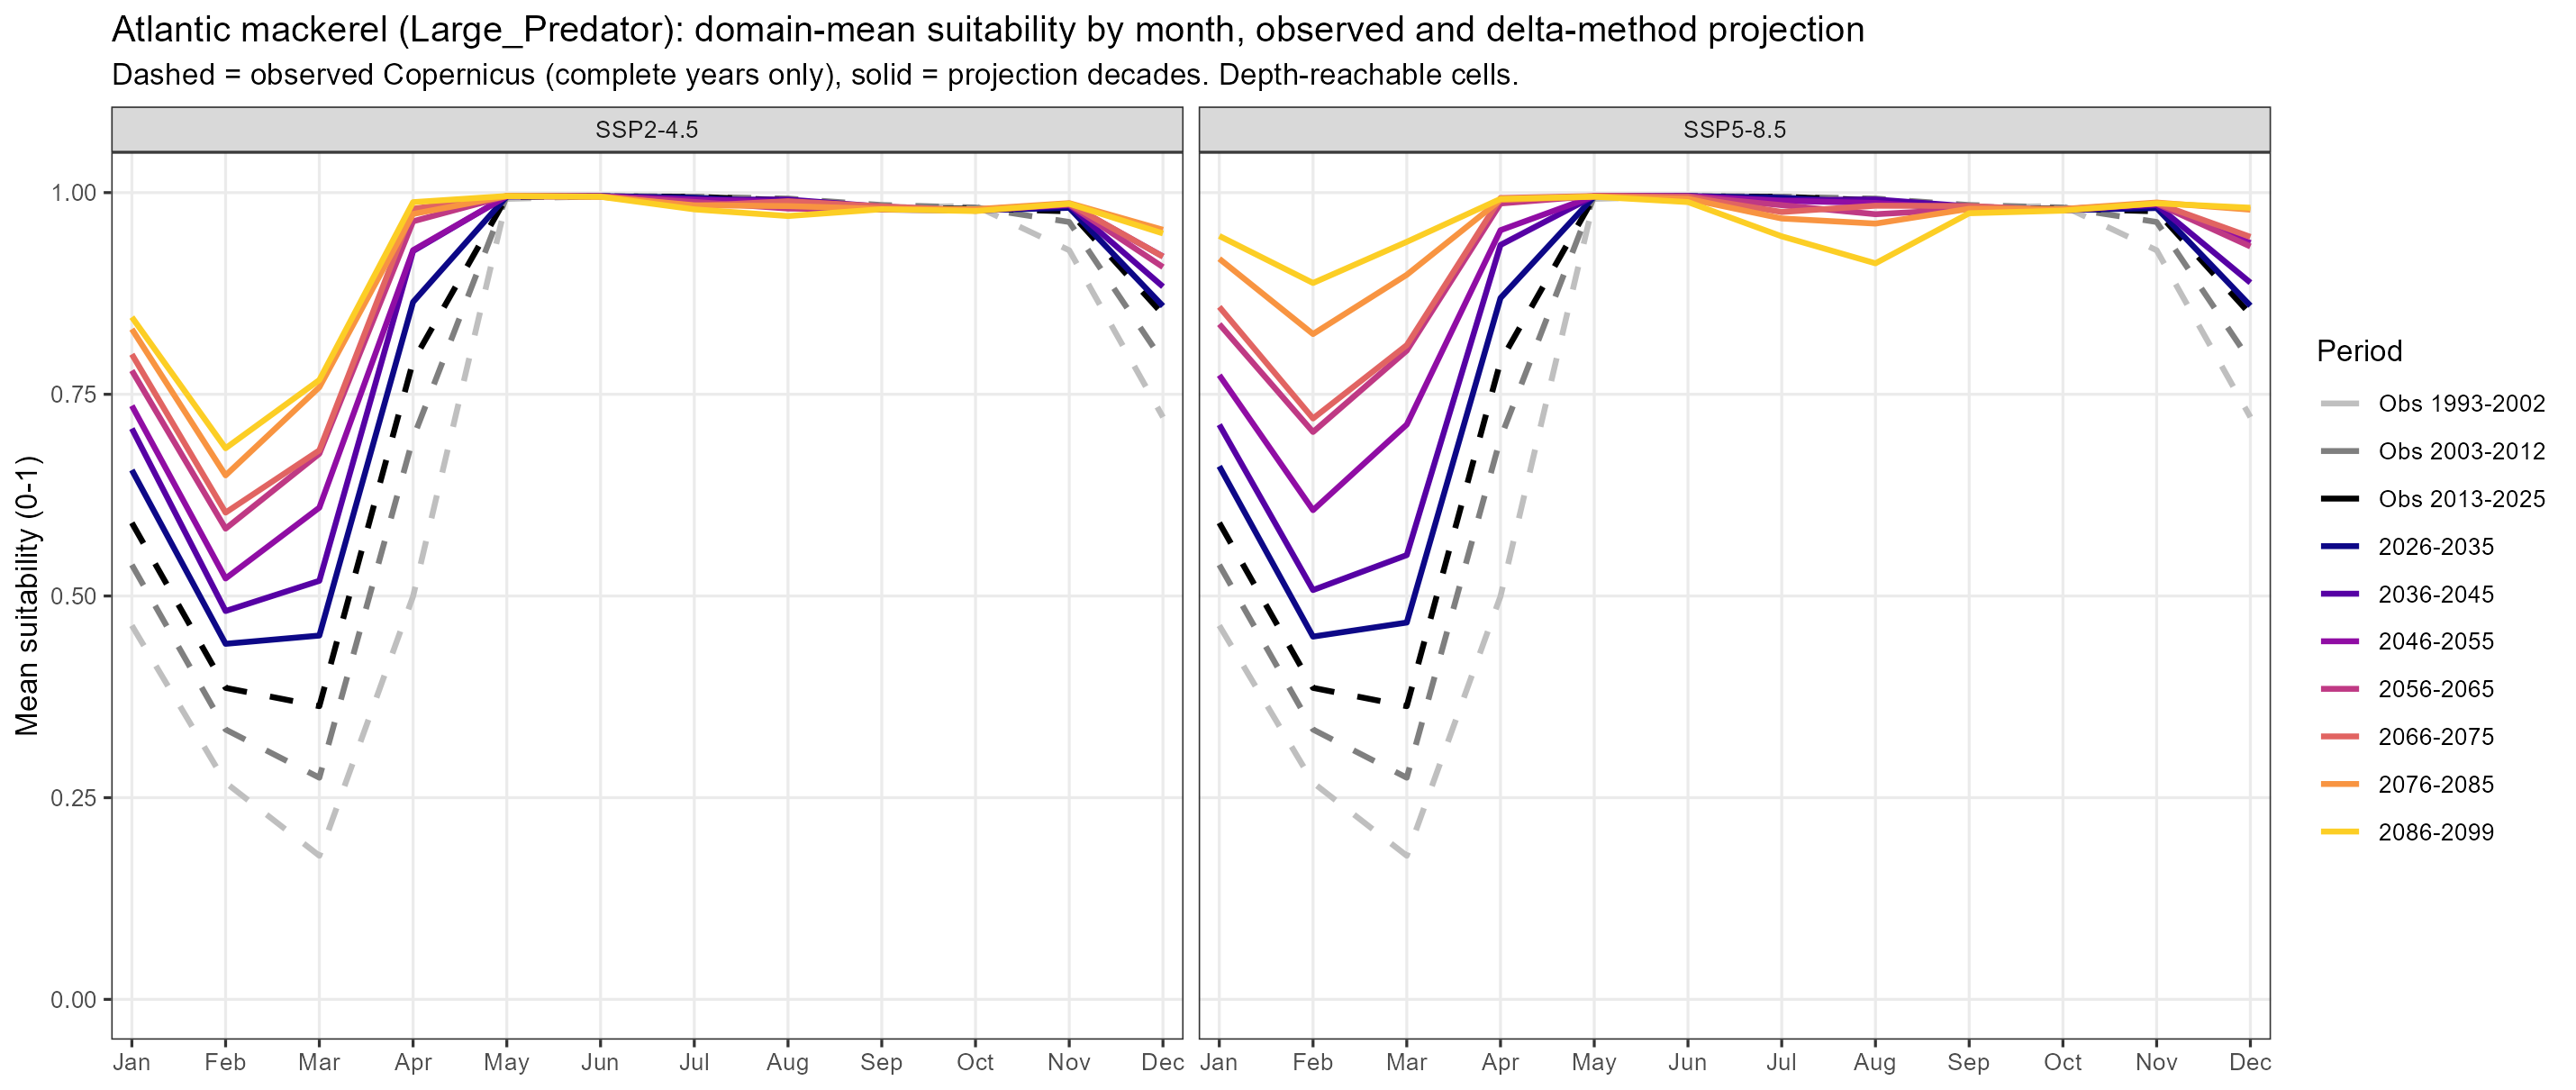 Atlantic mackerel (Large_Predator): domain-mean suitability by month, observed and delta-method projection
Dashed = observed Copernicus (complete years only), solid = projection decades. Depth-reachable cells.
SSP2-4.5
SSP5-8.5
Mean suitability (0-1)
1.00
0.75
0.50
0.25
0.00
Jan Feb Mar Apr May Jun Jul Aug Sep Oct Nov Dec
Jan Feb Mar Apr May Jun Jul Aug Sep Oct Nov Dec
Period
Obs 1993-2002
Obs 2003-2012
Obs 2013-2025
2026-2035
2036-2045
2046-2055
2056-2065
2066-2075
2076-2085
2086-2099